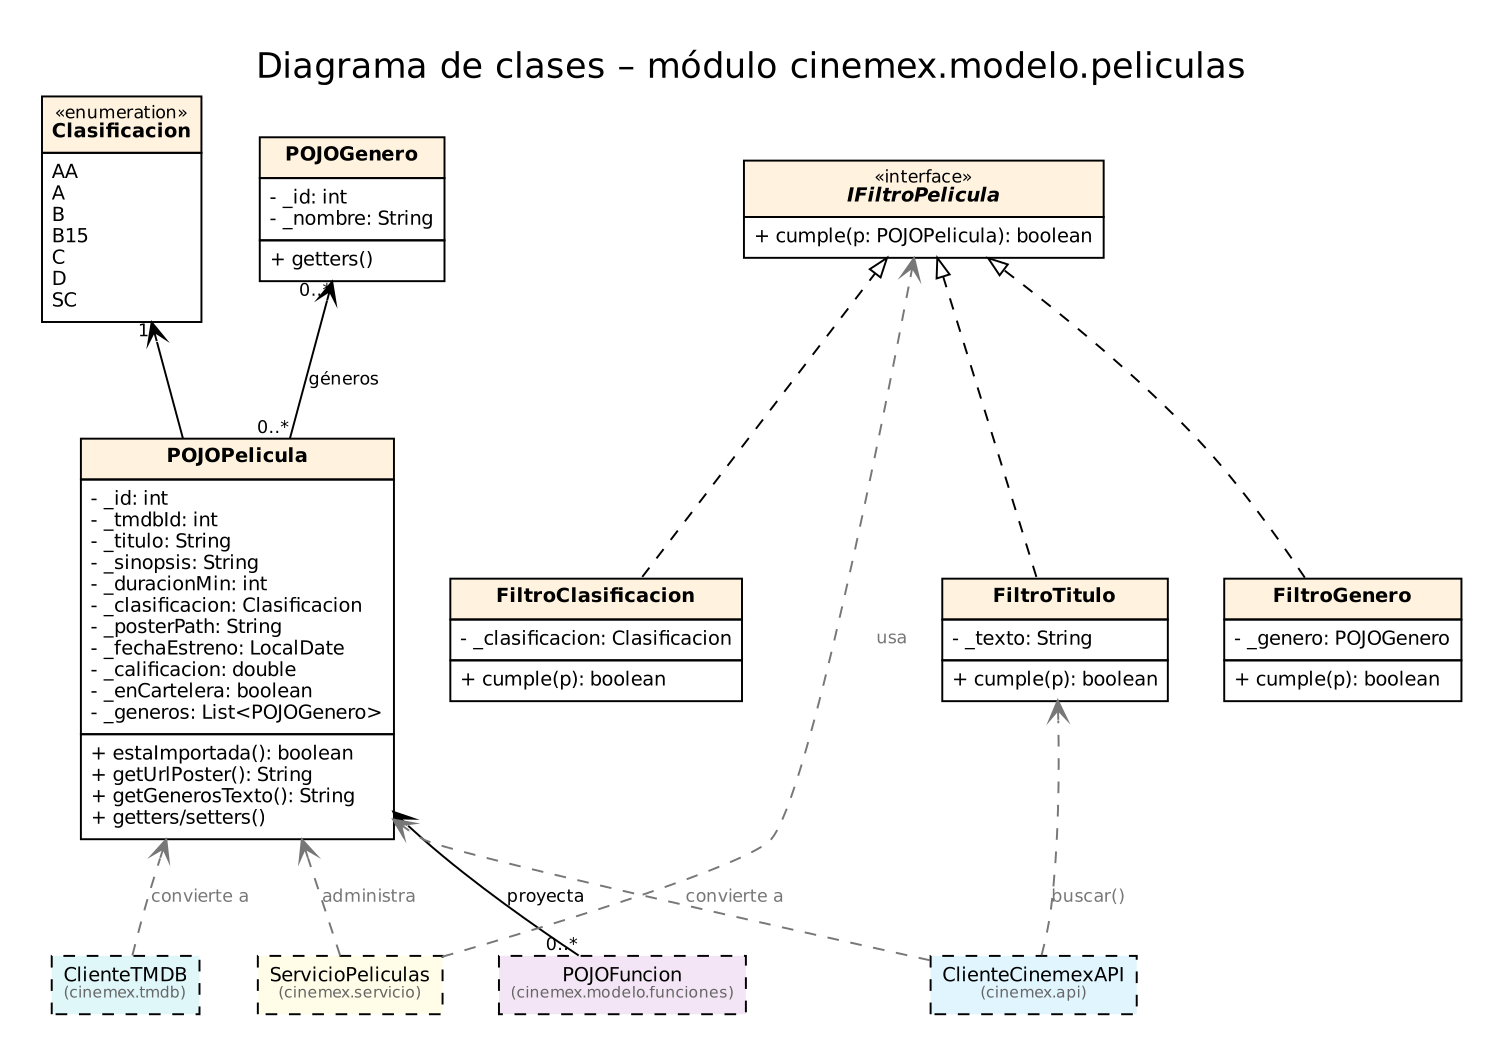 Diagrama de clases – módulo cinemex.modelo.peliculas
«enumeration»
Clasificacion
AA
A
B
B15
C
D
SC
POJOGenero
- _id: int
- _nombre: String
+ getters()
«interface»
IFiltroPelicula
+ cumple(p: POJOPelicula): boolean
1
0..*
géneros
0..*
POJOPelicula
- _id: int
- _tmdbId: int
- _titulo: String
- _sinopsis: String
- _duracionMin: int
- _clasificacion: Clasificacion
- _posterPath: String
- _fechaEstreno: LocalDate
- _calificacion: double
- _enCartelera: boolean
- _generos: List<POJOGenero>
+ estaImportada(): boolean
+ getUrlPoster(): String
+ getGenerosTexto(): String
+ getters/setters()
FiltroClasificacion
- _clasificacion: Clasificacion
+ cumple(p): boolean
usa
FiltroTitulo
- _texto: String
+ cumple(p): boolean
FiltroGenero
- _genero: POJOGenero
+ cumple(p): boolean
convierte a
administra
proyecta
convierte a
buscar()
0..*
ClienteTMDB
(cinemex.tmdb)
ServicioPeliculas
(cinemex.servicio)
POJOFuncion
(cinemex.modelo.funciones)
ClienteCinemexAPI
(cinemex.api)